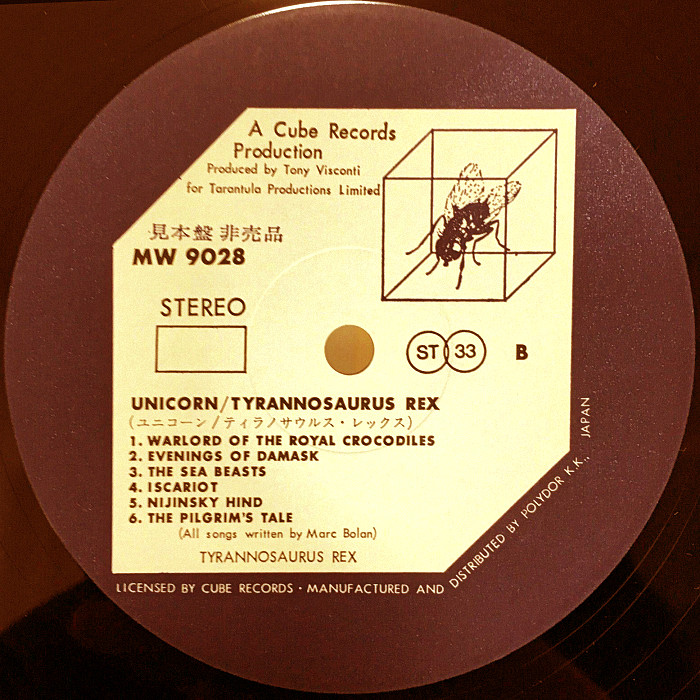 A Cube Records
Production
Produced by Tony Visconti
for Tarantula Productions Limited
見本盤 非売品
MW 9028
STEREO
ST 33
B
UNICORN/TYRANNOSAURUS REX
(ユニコーン/ティラノサウルス・レックス)
1. WARLORD OF THE ROYAL CROCODILES
2. EVENINGS OF DAMASK
3. THE SEA BEASTS
4. ISCARIOT
5. NIJINSKY HIND
6. THE PILGRIM'S TALE
(All songs written by Marc Bolan)
TYRANNOSAURUS REX
LICENSED BY CUBE RECORDS · MANUFACTURED AND DISTRIBUTED BY POLYDOR K.K., JAPAN